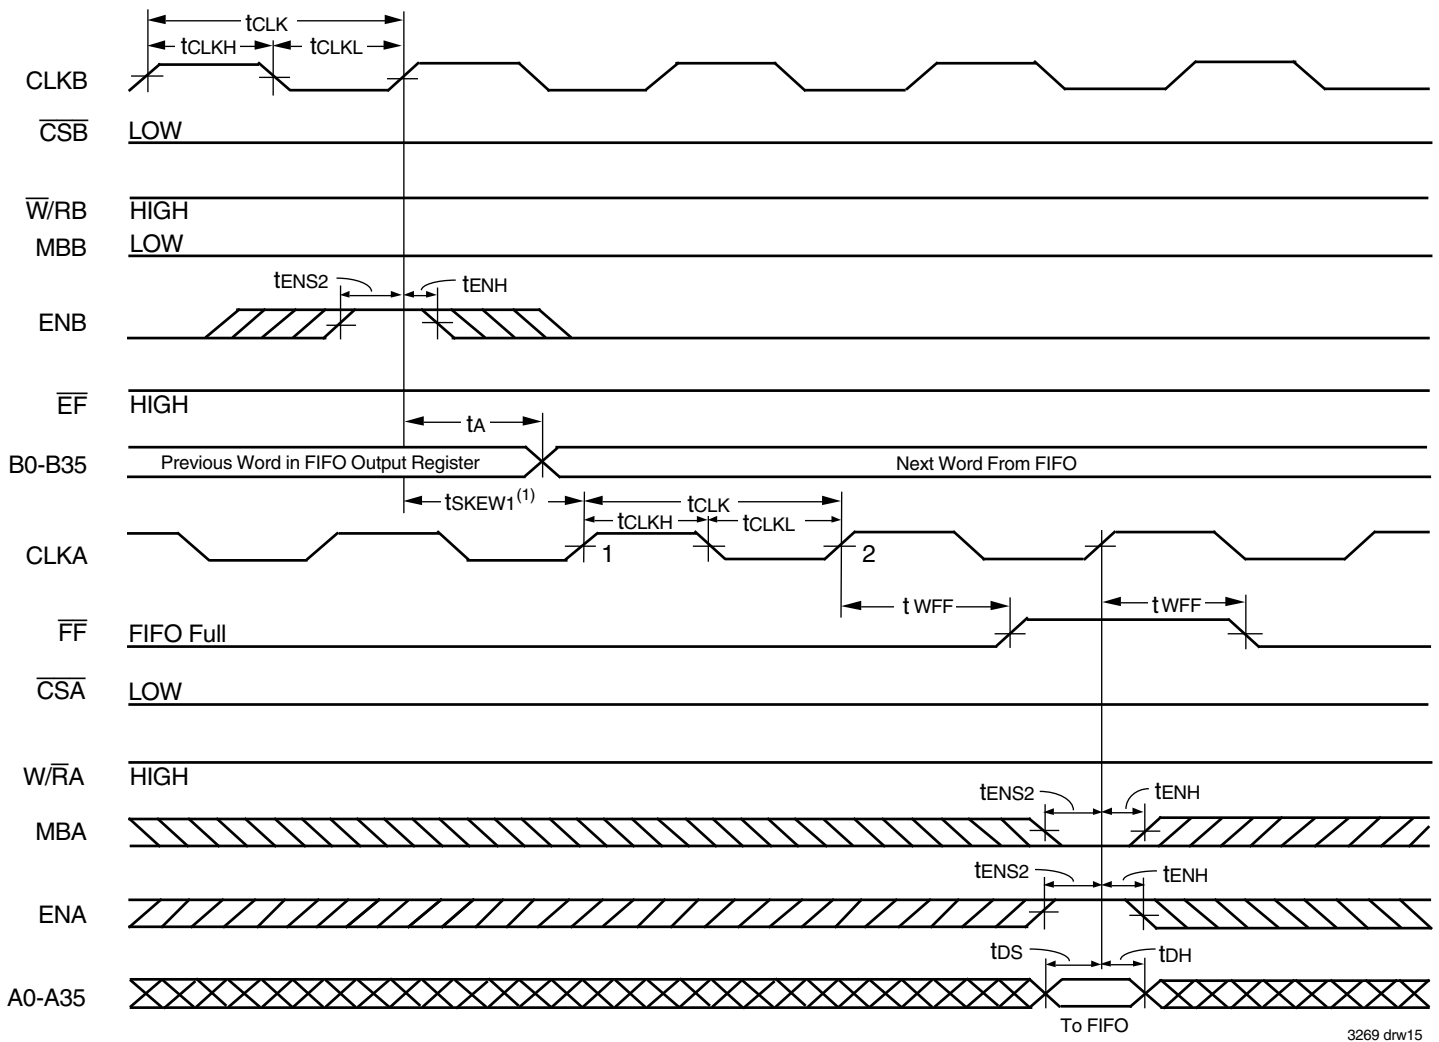 tCLK
tCLKH tCLKL
CLKB
CSB LOW
W/RB HIGH
MBB LOW
tENS2 tENH
ENB
EF HIGH
tA
B0-B35 Previous Word in FIFO Output Register Next Word From FIFO
tSKEW1(1) tCLK
tCLKH tCLKL
CLKA 1 2
tWFF tWFF
FF FIFO Full
CSA LOW
W/RA HIGH
tENS2 tENH
MBA
tENS2 tENH
ENA
tDS tDH
A0-A35
To FIFO
3269 drw15